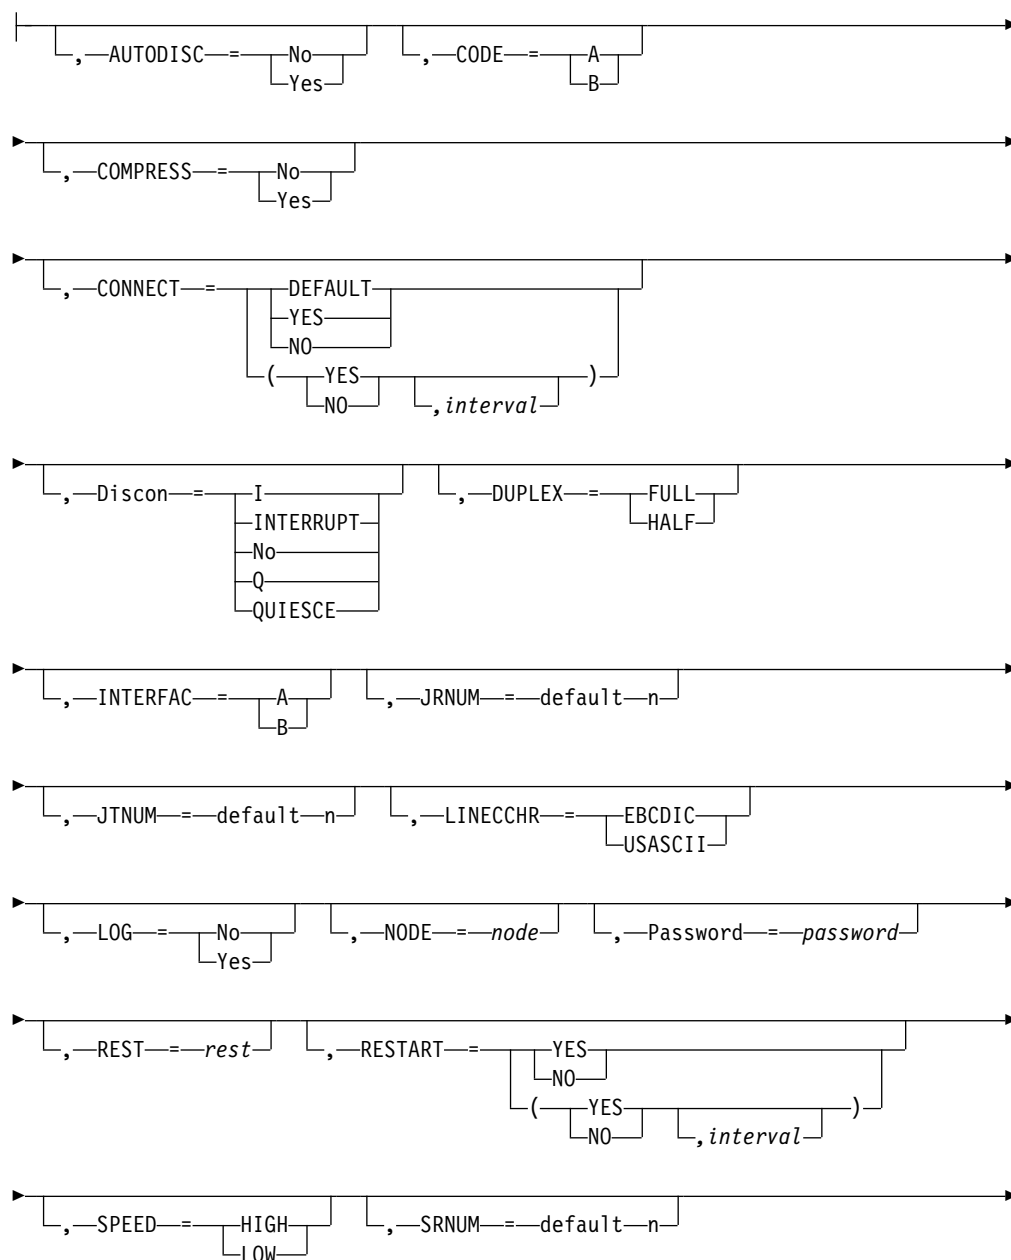 , AUTODISC = No , CODE = A
Yes B
, COMPRESS = No
Yes
, CONNECT = DEFAULT
YES
NO
( YES )
NO ,interval
, Discon = I , DUPLEX = FULL
INTERRUPT HALF
No
Q
QUIESCE
, INTERFAC = A , JRNUM = default n
B
, JTNUM = default n , LINECCHR = EBCDIC
USASCII
, LOG = No , NODE = node , Password = password
Yes
, REST = rest , RESTART = YES
NO
( YES )
NO ,interval
, SPEED = HIGH , SRNUM = default n
LOW